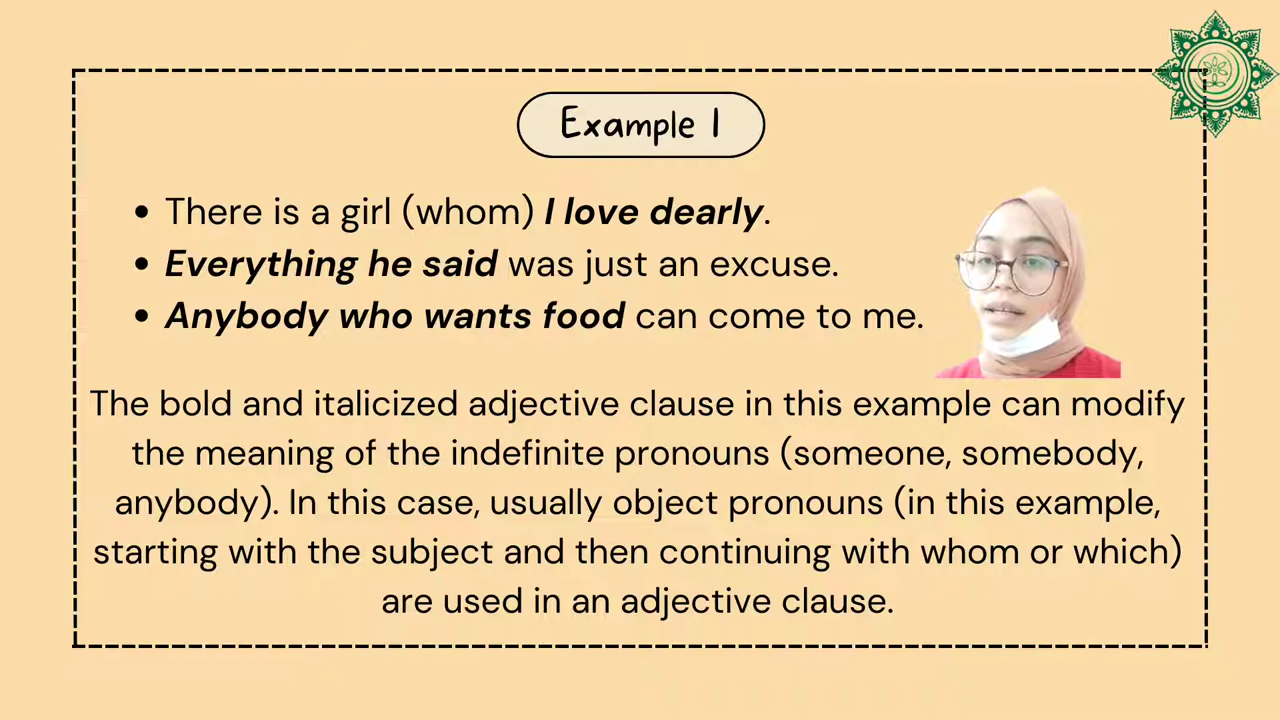 Example 1
There is a girl (whom) I love dearly.
Everything he said was just an excuse.
Anybody who wants food can come to me.
The bold and italicized adjective clause in this example can modify
the meaning of the indefinite pronouns (someone, somebody,
anybody). In this case, usually object pronouns (in this example,
starting with the subject and then continuing with whom or which)
are used in an adjective clause.